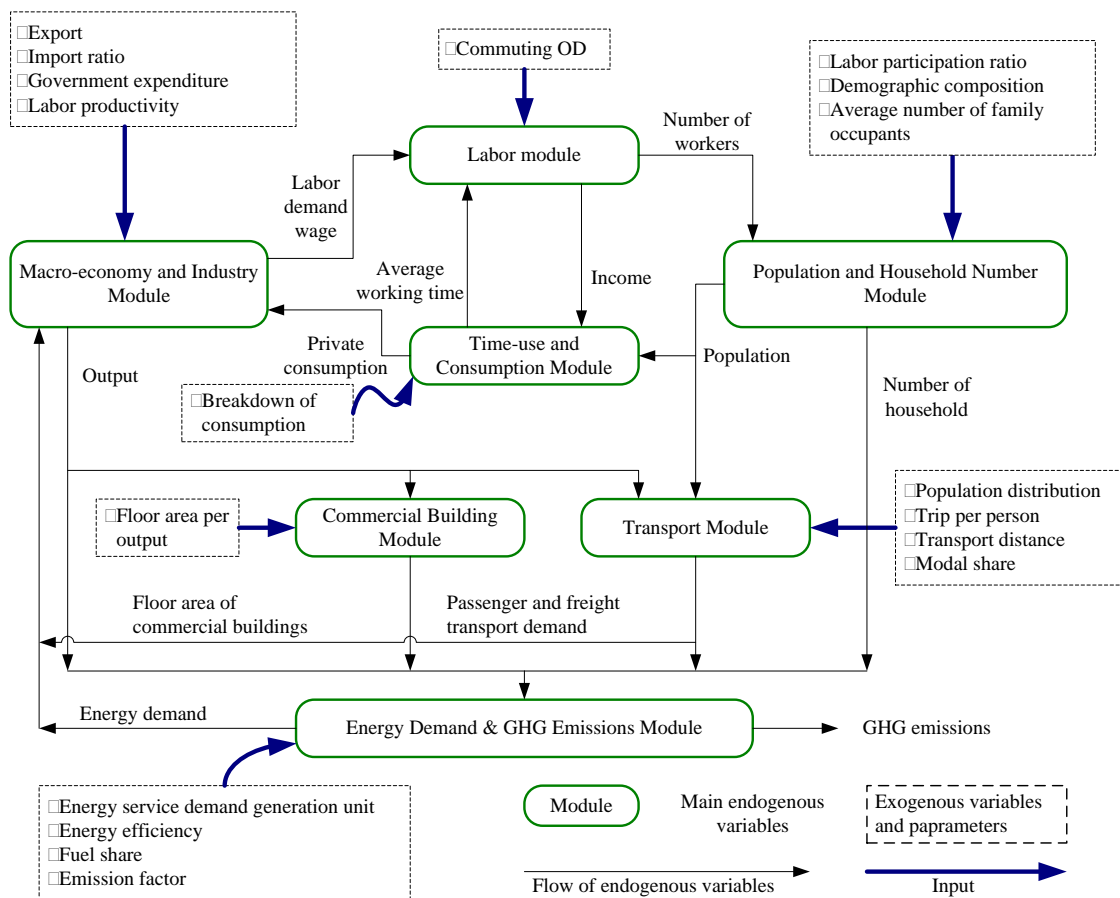 □Export
□Import ratio
□Government expenditure
□Labor productivity
□Commuting OD
□Labor participation ratio
□Demographic composition
□Average number of family
occupants
Labor module
Number of
workers
Labor
demand
wage
Macro-economy and Industry
Module
Average
working time
Income
Population and Household Number
Module
Private
consumption
Time-use and
Consumption Module
Population
Output
□Breakdown of
consumption
Number of
household
□Floor area per
output
Commercial Building
Module
Transport Module
□Population distribution
□Trip per person
□Transport distance
□Modal share
Floor area of
commercial buildings
Passenger and freight
transport demand
Energy demand
Energy Demand & GHG Emissions Module
GHG emissions
□Energy service demand generation unit
□Energy efficiency
□Fuel share
□Emission factor
Module
Main endogenous
variables
Exogenous variables
and paprameters
Flow of endogenous variables
Input